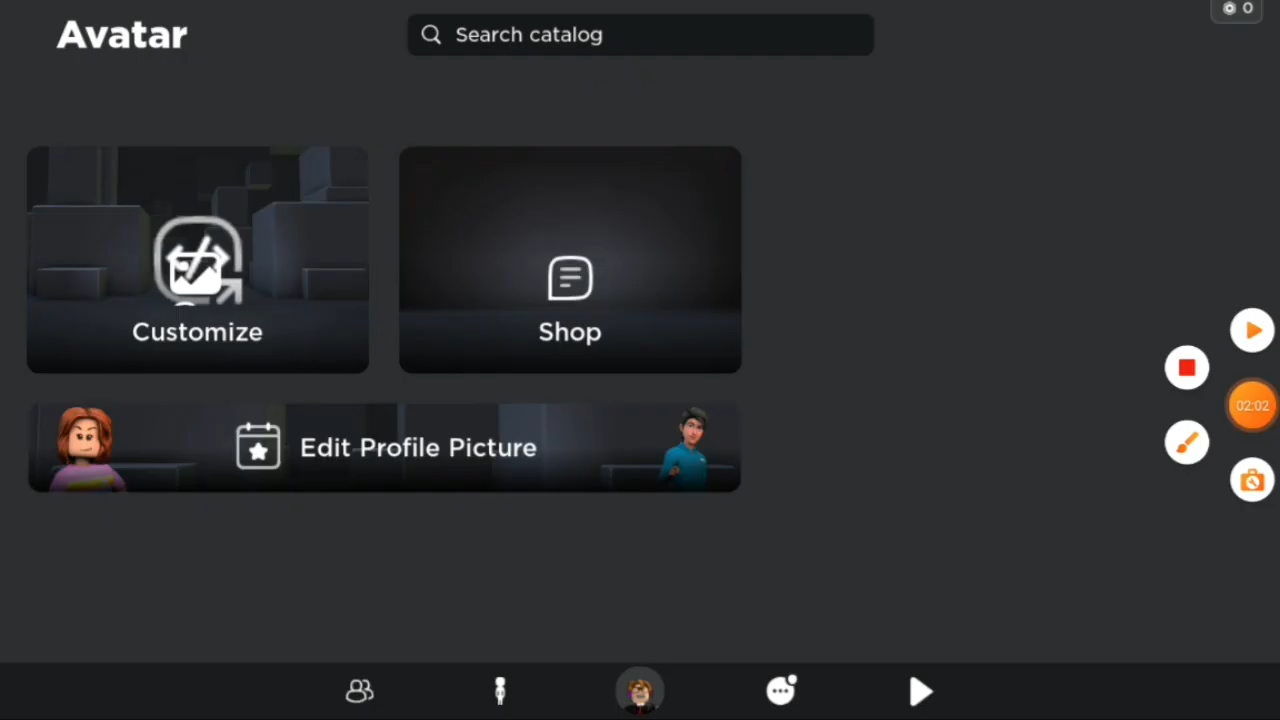 Avatar
Search catalog
0
Customize
Shop
Edit Profile Picture
02:02